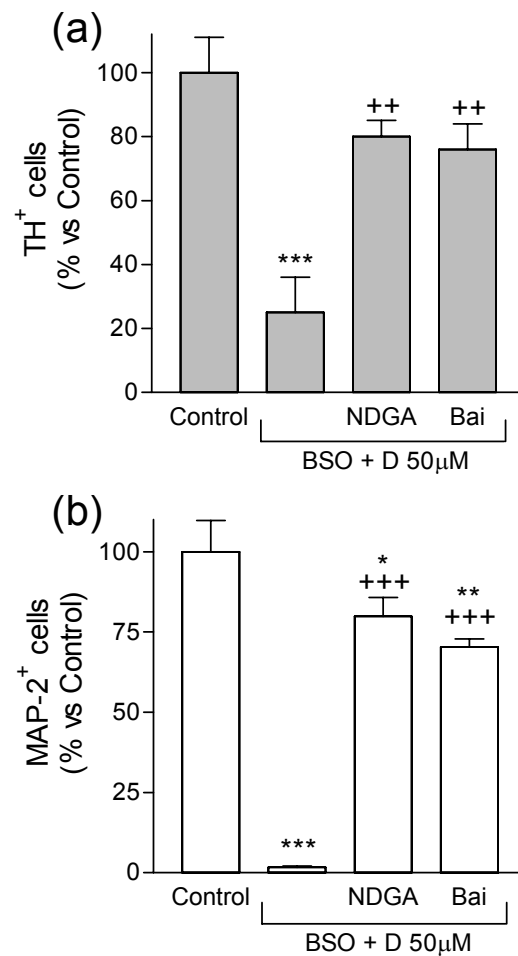 (a)
TH⁺ cells
(% vs Control)
100
80
60
40
20
0
***
++
++
Control
NDGA
Bai
BSO + D 50μM
(b)
MAP-2⁺ cells
(% vs Control)
100
75
50
25
0
***
*
+++
**
+++
Control
NDGA
Bai
BSO + D 50μM